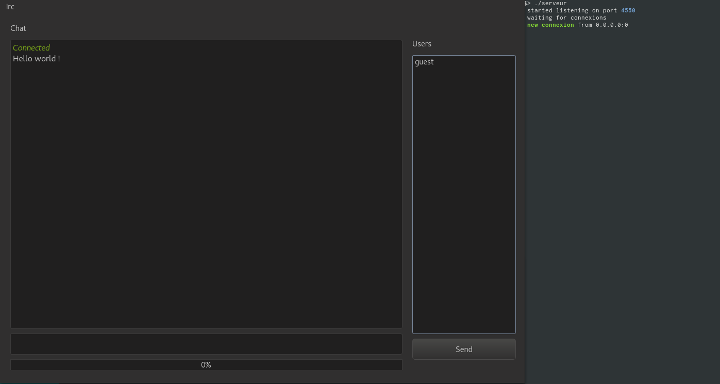 irc
Chat
Connected
Hello world !
0%
Users
guest
Send
$> ./serveur
started listening on port 4550
waiting for connexions
new connexion from 0.0.0.0:0